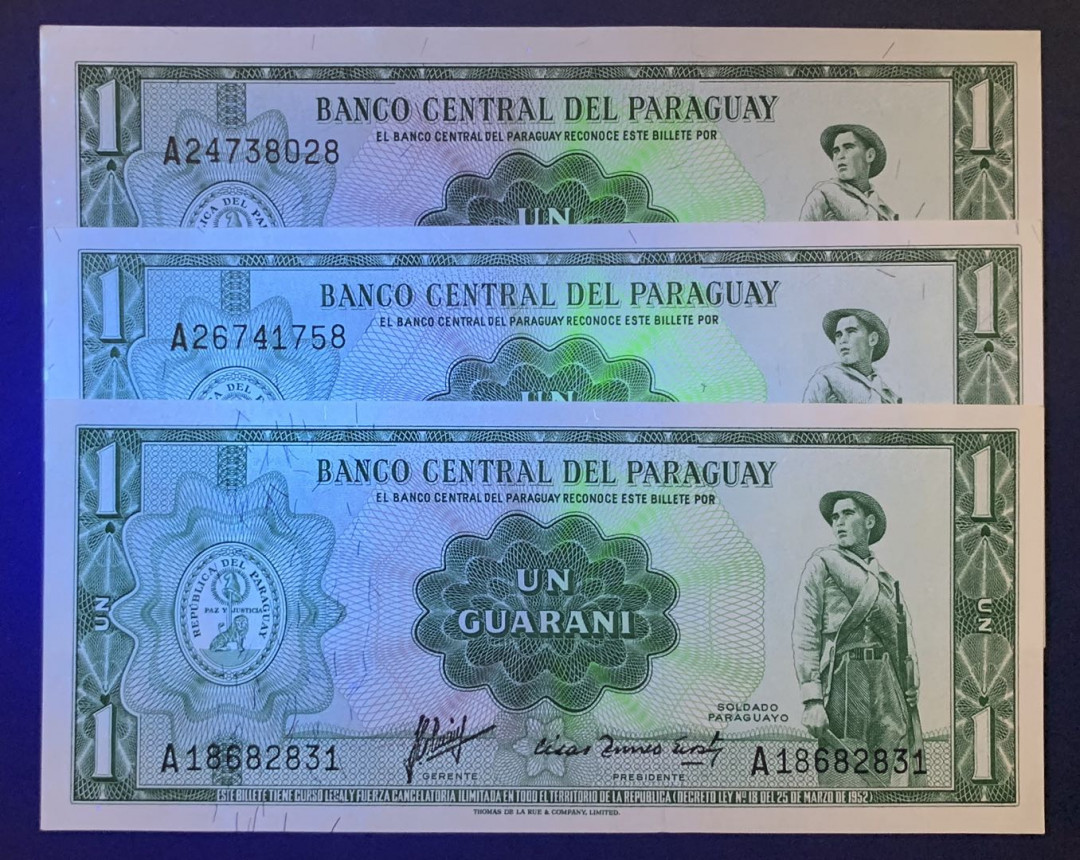 1 1
BANCO CENTRAL DEL PARAGUAY
EL BANCO CENTRAL DEL PARAGUAY RECONOCE ESTE BILLETE POR
A24738028
DEL
UN
1 1
BANCO CENTRAL DEL PARAGUAY
EL BANCO CENTRAL DEL PARAGUAY RECONOCE ESTE BILLETE POR
A26741758
DEL
UN
1 1
BANCO CENTRAL DEL PARAGUAY
EL BANCO CENTRAL DEL PARAGUAY RECONOCE ESTE BILLETE POR
REPUBLICA DEL PARAGUAY
PAZ Y JUSTICIA
UN
GUARANI
UN UN
SOLDADO
PARAGUAYO
1 1
A18682831 A18682831
GERENTE PRESIDENTE
ESTE BILLETE TIENE CURSO LEGAL Y FUERZA CANCELATORIA ILIMITADA EN TODO EL TERRITORIO DE LA REPUBLICA (DECRETO LEY Nº 18 DEL 25 DE MARZO DE 1952)
THOMAS DE LA RUE & COMPANY, LIMITED.